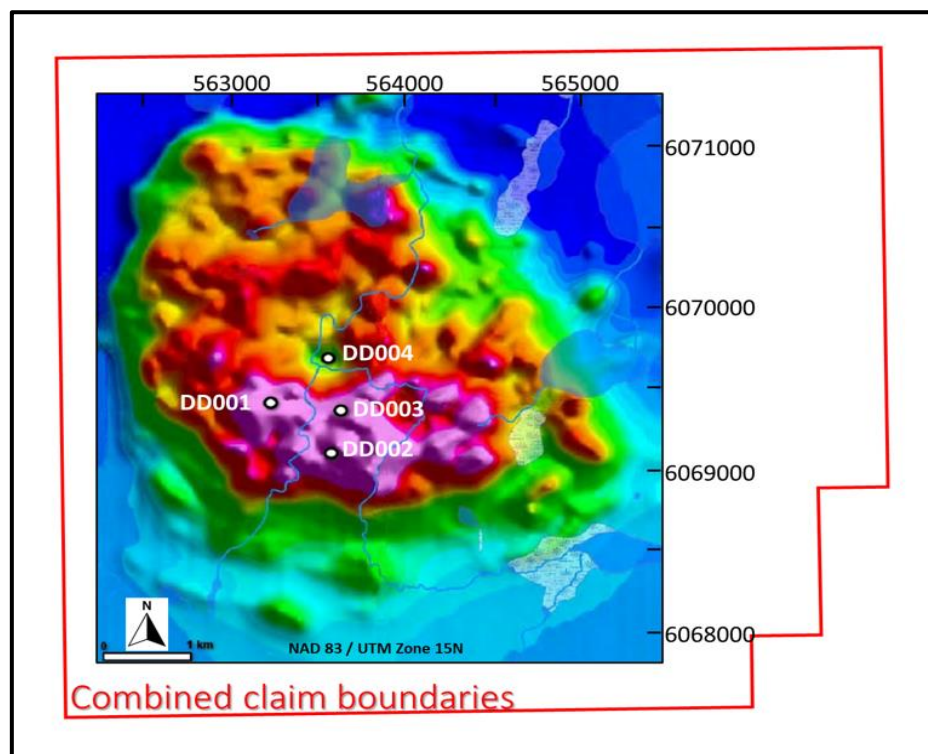 563000 564000 565000
6071000
6070000
DD004
DD001
DD003
DD002
6069000
6068000
N
0 1 km
NAD 83 / UTM Zone 15N
Combined claim boundaries